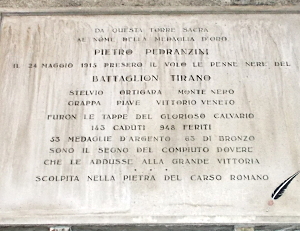 DA QUESTA TORRE SACRA
AL NOME DELLA MEDAGLIA D'ORO
PIETRO PEDRANZINI
IL 24 MAGGIO 1915 PRESERO IL VOLO LE PENNE NERE DEL
BATTAGLION TIRANO
STELVIO ORTIGARA MONTE NERO
GRAPPA PIAVE VITTORIO VENETO
FURON LE TAPPE DEL GLORIOSO CALVARIO
143 CADUTI 948 FERITI
53 MEDAGLIE D'ARGENTO 63 DI BRONZO
SONO IL SEGNO DEL COMPIUTO DOVERE
CHE LE ADDUSSE ALLA GRANDE VITTORIA
SCOLPITA NELLA PIETRA DEL CARSO ROMANO